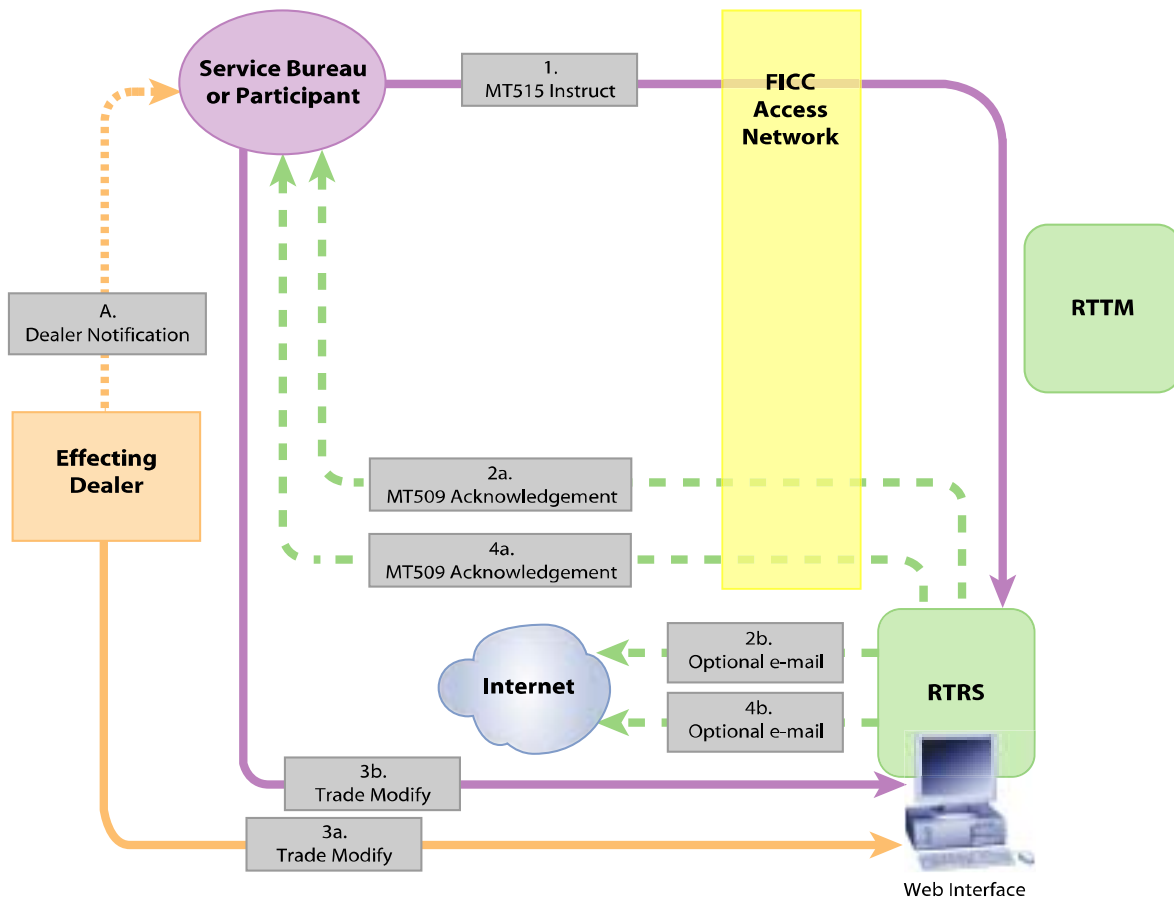 Service Bureau
or Participant
1.
MT515 Instruct
FICC
Access
Network
RTTM
A.
Dealer Notification
Effecting
Dealer
2a.
MT509 Acknowledgement
4a.
MT509 Acknowledgement
2b.
Optional e-mail
Internet
4b.
Optional e-mail
RTRS
3b.
Trade Modify
3a.
Trade Modify
Web Interface